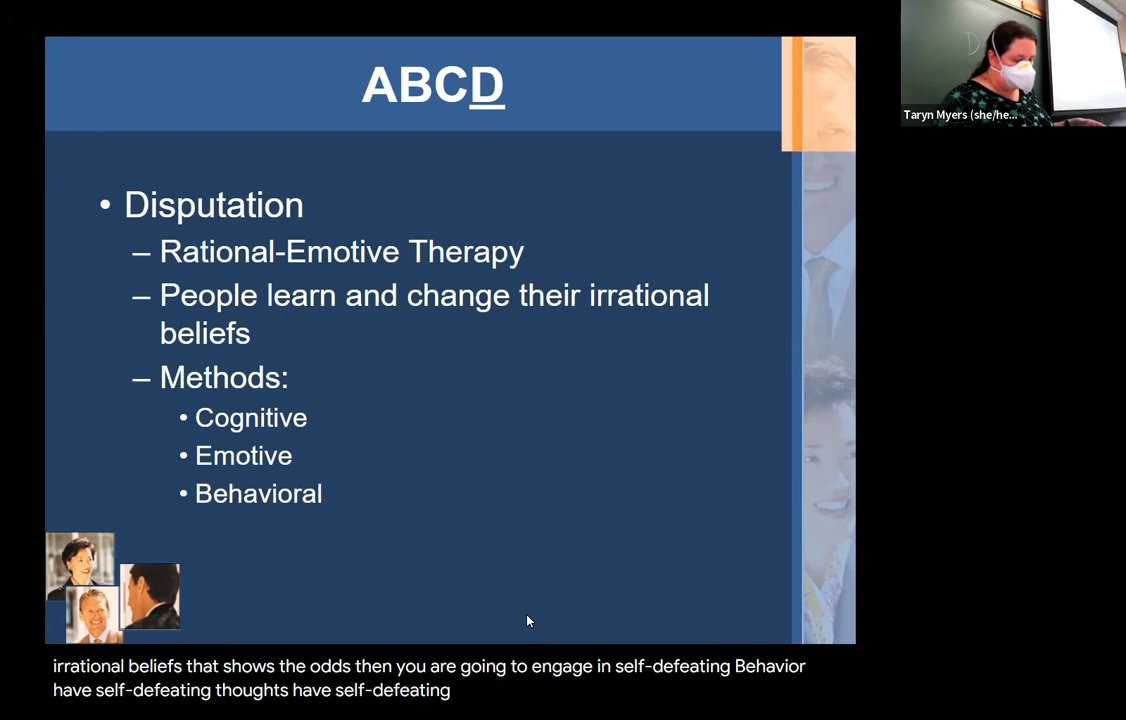 ABCD
• Disputation
– Rational-Emotive Therapy
– People learn and change their irrational
beliefs
– Methods:
• Cognitive
• Emotive
• Behavioral
Taryn Myers (she/he...
irrational beliefs that shows the odds then you are going to engage in self-defeating Behavior
have self-defeating thoughts have self-defeating